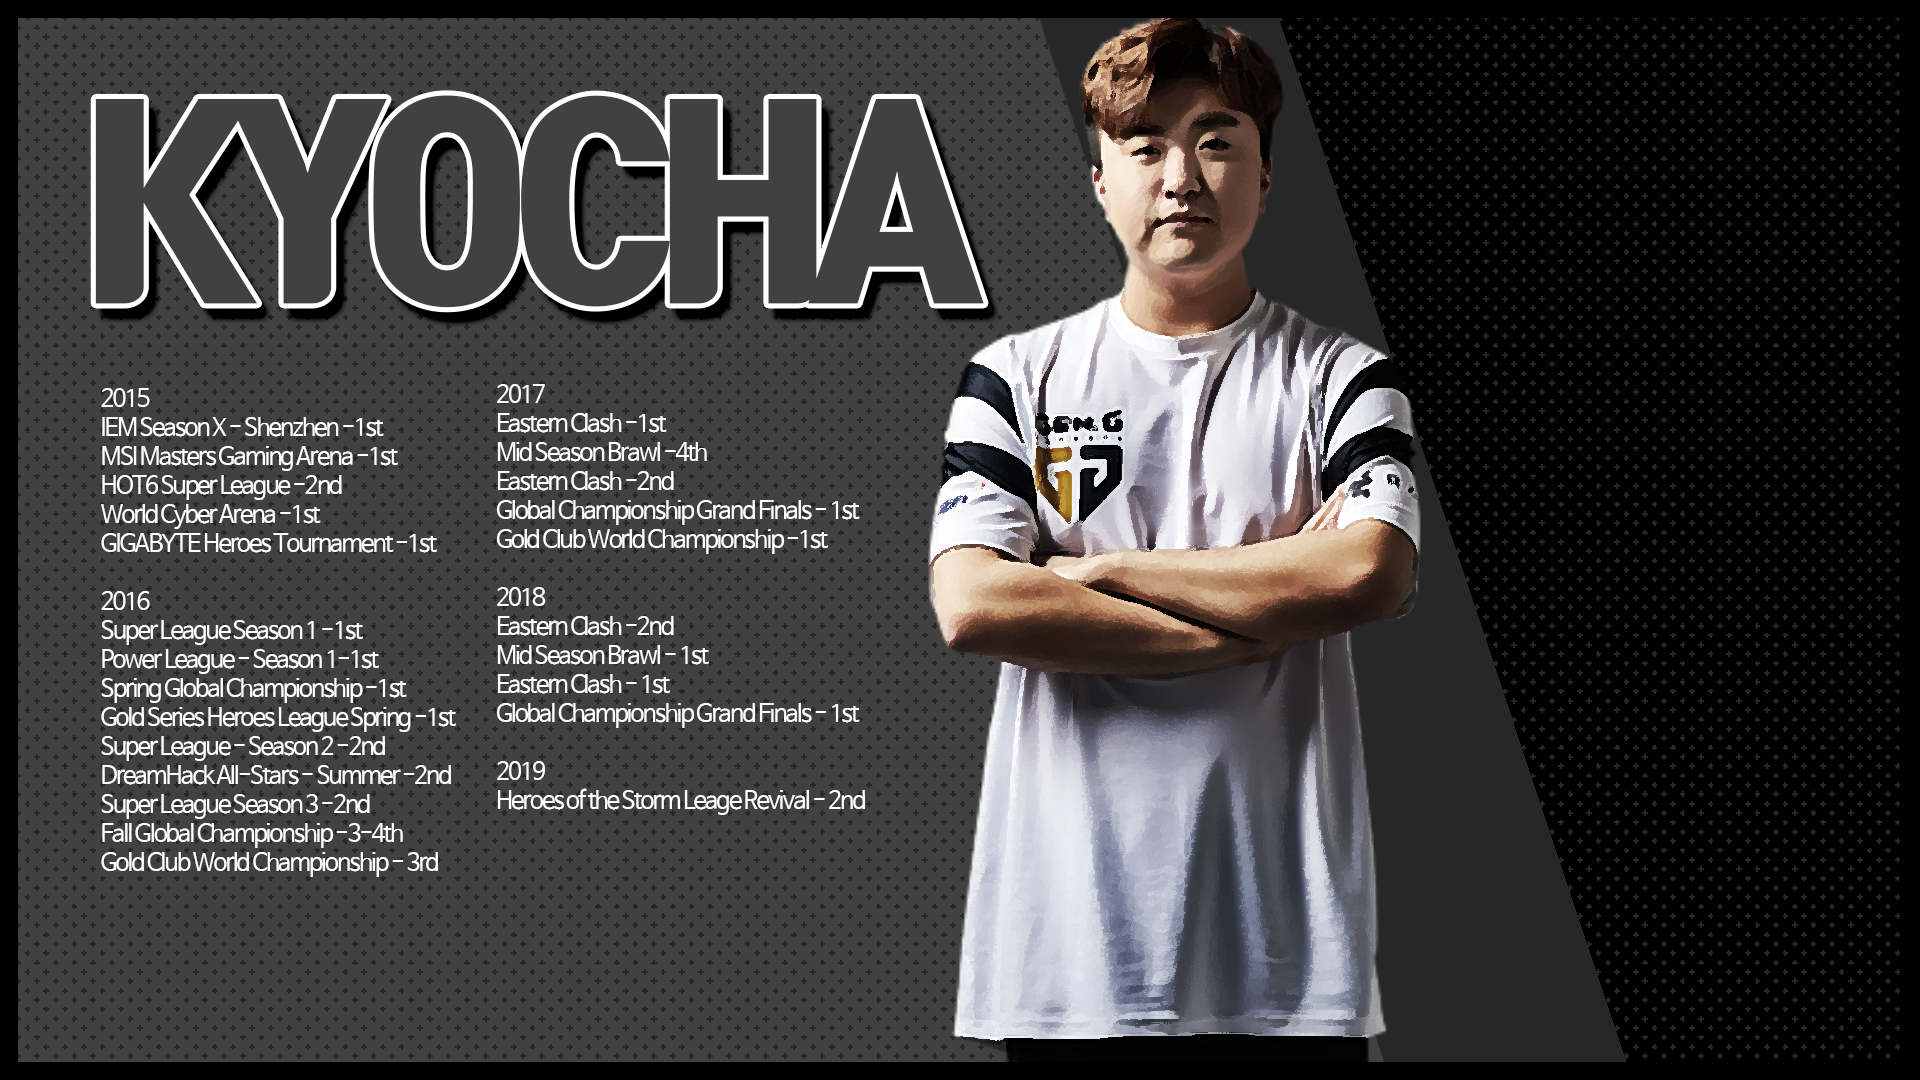 KYOCHA
2015
IEM Season X - Shenzhen -1st
MSI Masters Gaming Arena -1st
HOT6 Super League -2nd
World Cyber Arena -1st
GIGABYTE Heroes Tournament -1st
2016
Super League Season 1 -1st
Power League - Season 1-1st
Spring Global Championship -1st
Gold Series Heroes League Spring -1st
Super League - Season 2 -2nd
DreamHack All-Stars - Summer -2nd
Super League Season 3 -2nd
Fall Global Championship -3-4th
Gold Club World Championship - 3rd
2017
Eastern Clash -1st
Mid Season Brawl -4th
Eastern Clash -2nd
Global Championship Grand Finals - 1st
Gold Club World Championship -1st
2018
Eastern Clash -2nd
Mid Season Brawl - 1st
Eastern Clash - 1st
Global Championship Grand Finals - 1st
2019
Heroes of the Storm Leage Revival - 2nd
GEN.G